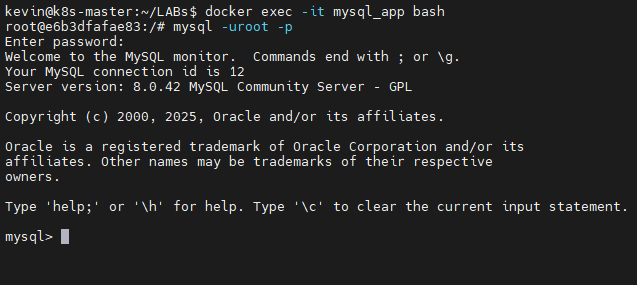 kevin@k8s-master:~/LABs$ docker exec -it mysql_app bash
root@e6b3dfafae83:/# mysql -uroot -p
Enter password:
Welcome to the MySQL monitor.  Commands end with ; or \g.
Your MySQL connection id is 12
Server version: 8.0.42 MySQL Community Server - GPL

Copyright (c) 2000, 2025, Oracle and/or its affiliates.

Oracle is a registered trademark of Oracle Corporation and/or its
affiliates. Other names may be trademarks of their respective
owners.

Type 'help;' or '\h' for help. Type '\c' to clear the current input statement.

mysql>